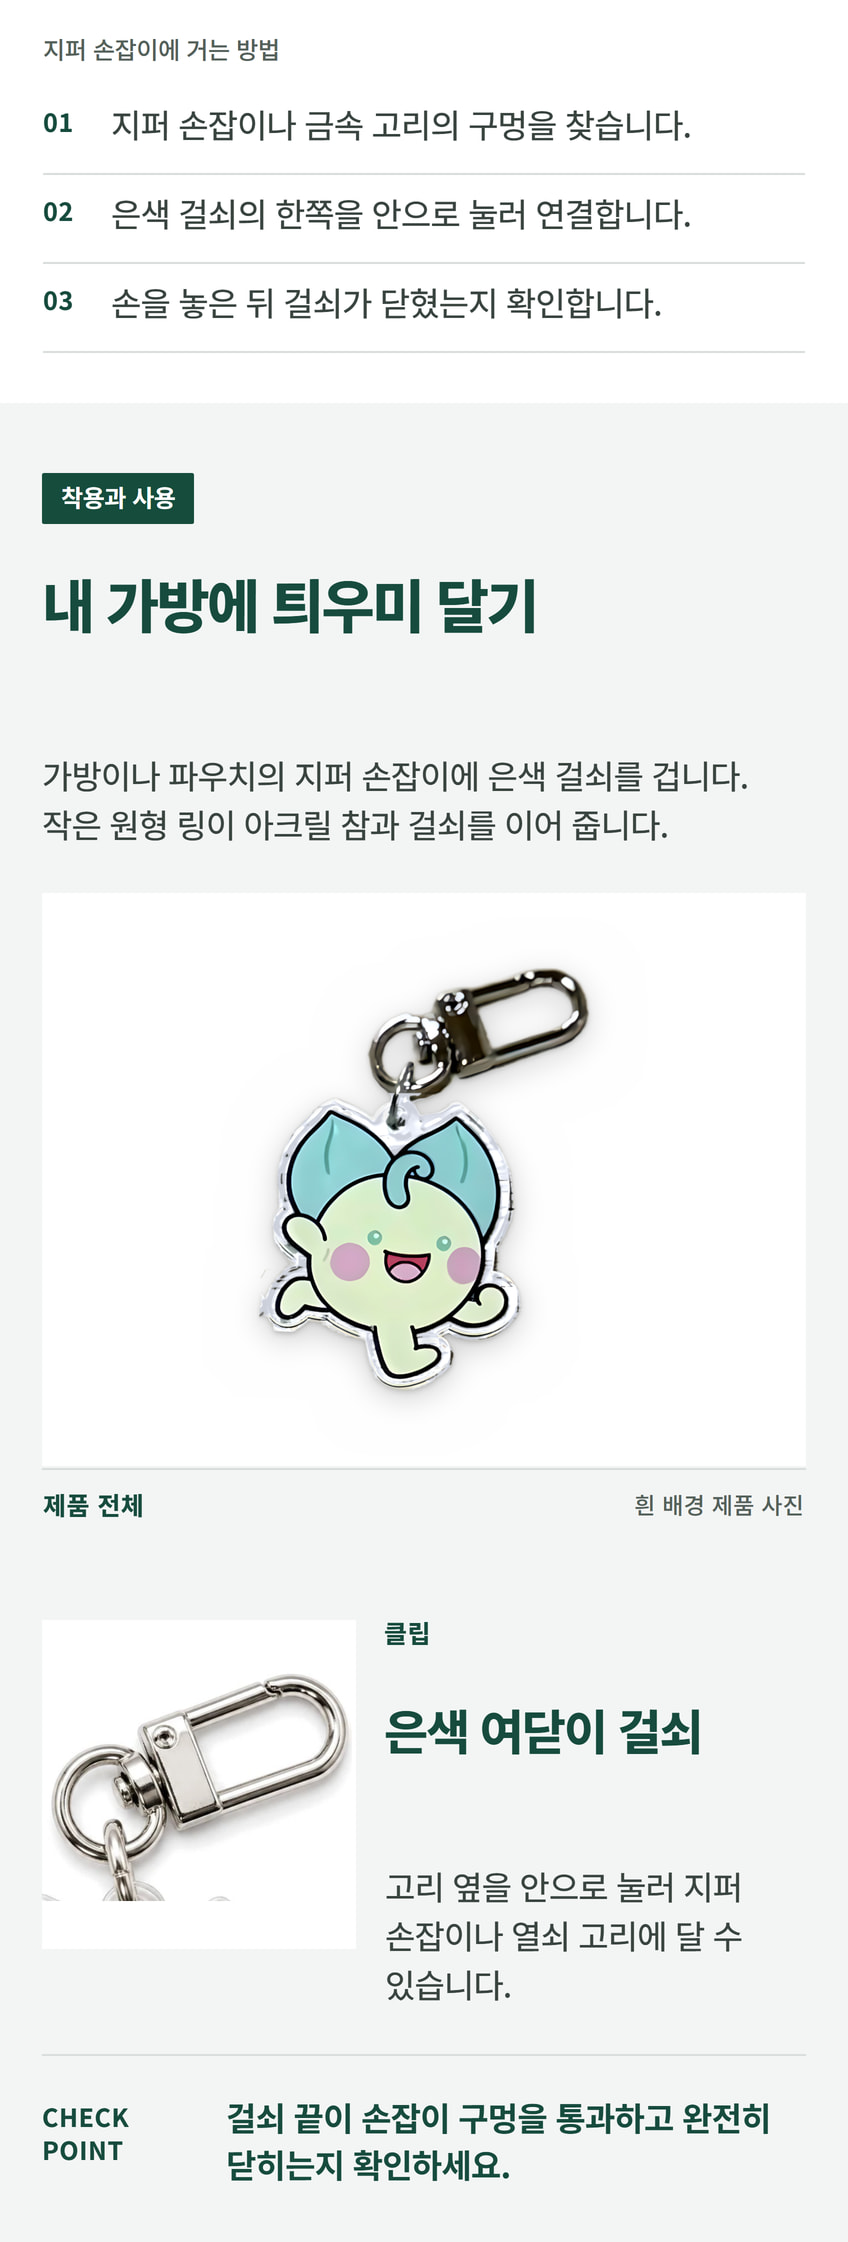 지퍼 손잡이에 거는 방법
01 지퍼 손잡이나 금속 고리의 구멍을 찾습니다.
02 은색 걸쇠의 한쪽을 안으로 눌러 연결합니다.
03 손을 놓은 뒤 걸쇠가 닫혔는지 확인합니다.
착용과 사용
내 가방에 틔우미 달기
가방이나 파우치의 지퍼 손잡이에 은색 걸쇠를 겁니다.
작은 원형 링이 아크릴 참과 걸쇠를 이어 줍니다.
제품 전체
흰 배경 제품 사진
클립
은색 여닫이 걸쇠
고리 옆을 안으로 눌러 지퍼
손잡이나 열쇠 고리에 달 수
있습니다.
CHECK
POINT
걸쇠 끝이 손잡이 구멍을 통과하고 완전히
닫히는지 확인하세요.